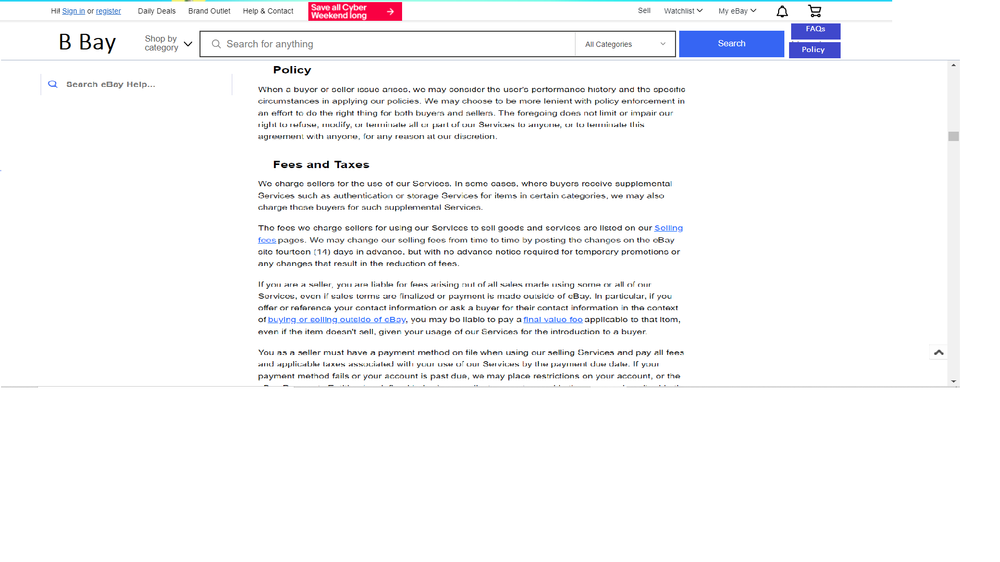 Hi! Sign in or register Daily Deals Brand Outlet Help & Contact Save all Cyber Weekend long Sell Watchlist My eBay
FAQs
B Bay Shop by category Search for anything All Categories Search
Policy
Search eBay Help...
Policy
When a buyer or seller issue arises, we may consider the user's performance history and the specific
circumstances in applying our policies. We may choose to be more lenient with policy enforcement in
an effort to do the right thing for both buyers and sellers. The foregoing does not limit or impair our
right to refuse, modify, or terminate all or part of our Services to anyone, or to terminate this
agreement with anyone, for any reason at our discretion.
Fees and Taxes
We charge sellers for the use of our Services. In some cases, where buyers receive supplemental
Services such as authentication or storage Services for items in certain categories, we may also
charge those buyers for such supplemental Services.
The fees we charge sellers for using our Services to sell goods and services are listed on our Selling
fees pages. We may change our selling fees from time to time by posting the changes on the eBay
site fourteen (14) days in advance, but with no advance notice required for temporary promotions or
any changes that result in the reduction of fees.
If you are a seller, you are liable for fees arising out of all sales made using some or all of our
Services, even if sales terms are finalized or payment is made outside of eBay. In particular, if you
offer or reference your contact information or ask a buyer for their contact information in the context
of buying or selling outside of eBay, you may be liable to pay a final value fee applicable to that item,
even if the item doesn't sell, given your usage of our Services for the introduction to a buyer.
You as a seller must have a payment method on file when using our selling Services and pay all fees
and applicable taxes associated with your use of our Services by the payment due date. If your
payment method fails or your account is past due, we may place restrictions on your account, or the